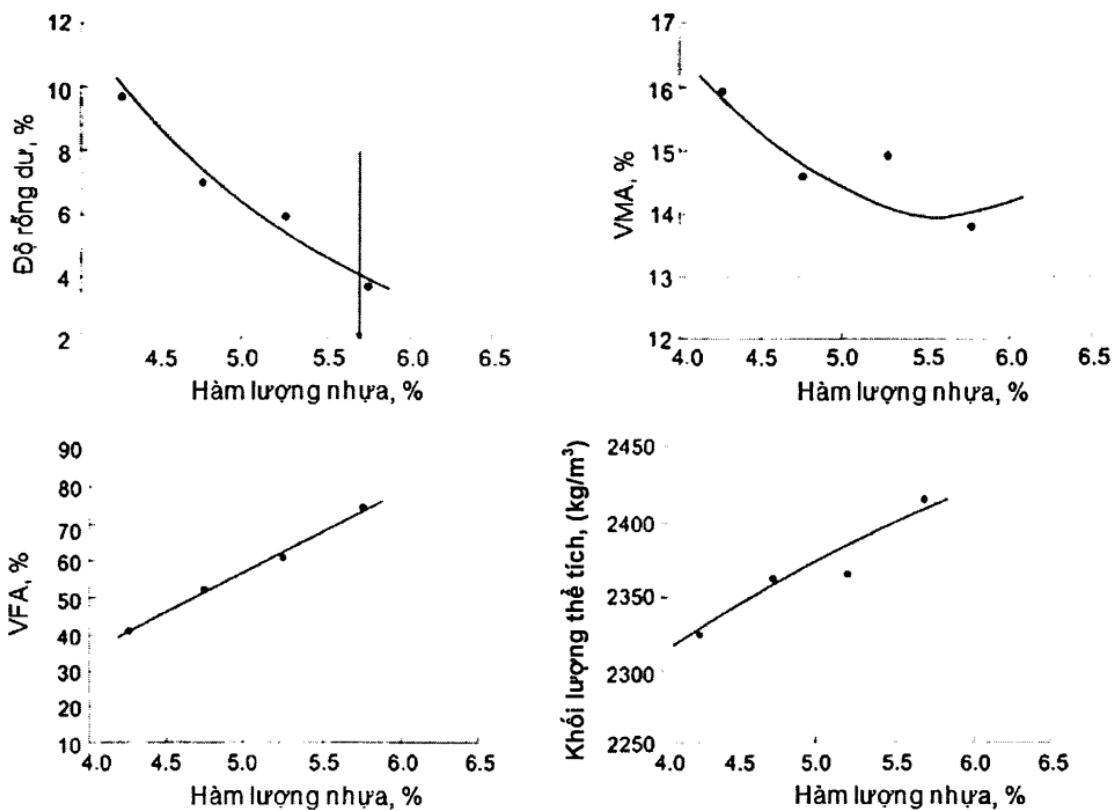 Độ rỗng dư, %
12
10
8
6
4
2
4.5 5.0 5.5 6.0 6.5
Hàm lượng nhựa, %
VMA, %
17
16
15
14
13
12
4.0 4.5 5.0 5.5 6.0 6.5
Hàm lượng nhựa, %
VFA, %
90
80
70
60
50
40
30
20
10
4.0 4.5 5.0 5.5 6.0 6.5
Hàm lượng nhựa, %
Khối lượng thể tích, (kg/m³)
2450
2400
2350
2300
2250
4.0 4.5 5.0 5.5 6.0 6.5
Hàm lượng nhựa, %